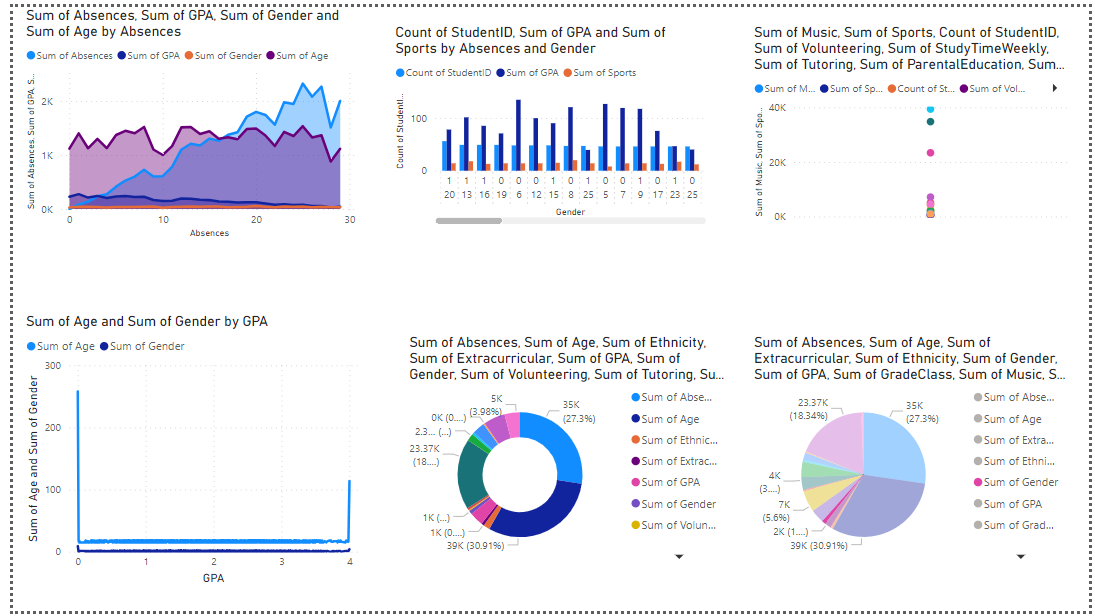 Sum of Absences, Sum of GPA, Sum of Gender and
Sum of Age by Absences
Sum of Absences Sum of GPA Sum of Gender Sum of Age
Sum of Absences, Sum of GPA, S...
2K
1K
0K
0 10 20 30
Absences
Count of StudentID, Sum of GPA and Sum of
Sports by Absences and Gender
Count of StudentID Sum of GPA Sum of Sports
Count of StudentI...
100
0
1 1 1 0 0 0 1 0 1 0 0 1 0 1 0
20 13 16 19 6 12 15 8 25 5 7 9 17 23 25
Gender
Sum of Music, Sum of Sports, Count of StudentID,
Sum of Volunteering, Sum of StudyTimeWeekly,
Sum of Tutoring, Sum of ParentalEducation, Sum...
Sum of M... Sum of Sp... Count of St... Sum of Vol...
Sum of Music, Sum of Spo...
40K
20K
0K
Sum of Age and Sum of Gender by GPA
Sum of Age Sum of Gender
Sum of Age and Sum of Gender
300
200
100
0
0 1 2 3 4
GPA
Sum of Absences, Sum of Age, Sum of Ethnicity,
Sum of Extracurricular, Sum of GPA, Sum of
Gender, Sum of Volunteering, Sum of Tutoring, Su...
35K
(27.3%)
39K (30.91%)
1K (0....)
1K (...)
23.37K
(18....)
2.3... (...)
0K (0....)
5K
(3.98%)
Sum of Abse...
Sum of Age
Sum of Ethnic...
Sum of Extrac...
Sum of GPA
Sum of Gender
Sum of Volun...
Sum of Absences, Sum of Age, Sum of
Extracurricular, Sum of Ethnicity, Sum of Gender,
Sum of GPA, Sum of GradeClass, Sum of Music, S...
35K
(27.3%)
39K (30.91%)
2K (1....)
7K
(5.6%)
4K
(3....)
23.37K
(18.34%)
Sum of Abse...
Sum of Age
Sum of Extra...
Sum of Ethni...
Sum of Gender
Sum of GPA
Sum of Grad...